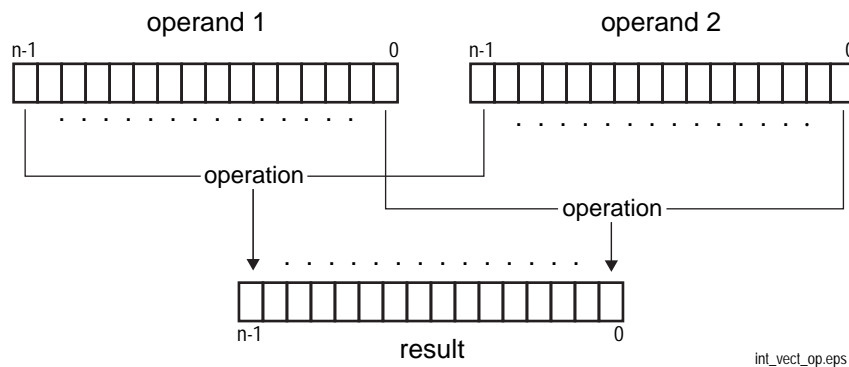 operand 1
operand 2
n-1
0
n-1
0
operation
operation
n-1
0
result
int_vect_op.eps